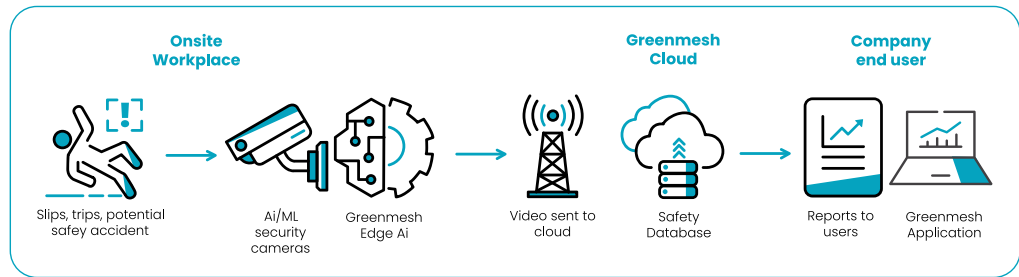 Onsite
Workplace
Greenmesh
Cloud
Company
end user
!
Slips, trips, potential
safey accident
Ai/ML
security
cameras
Greenmesh
Edge Ai
Video sent to
cloud
Safety
Database
Reports to
users
Greenmesh
Application